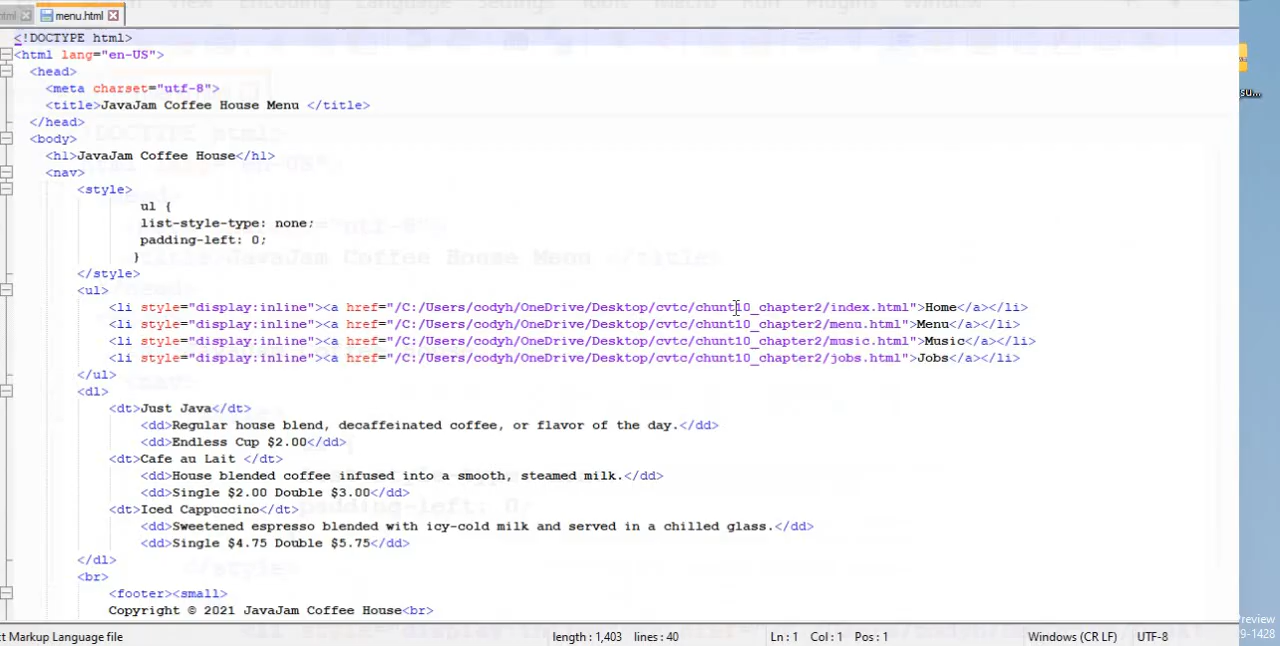 html menu.html
<!DOCTYPE html>
<html lang="en-US">
<head>
<meta charset="utf-8">
<title>JavaJam Coffee House Menu </title>
</head>
<body>
<h1>JavaJam Coffee House</h1>
<nav>
<style>
ul {
list-style-type: none;
padding-left: 0;
}
</style>
<ul>
<li style="display:inline"><a href="/C:/Users/codyh/OneDrive/Desktop/cvtc/chunt10_chapter2/index.html">Home</a></li>
<li style="display:inline"><a href="/C:/Users/codyh/OneDrive/Desktop/cvtc/chunt10_chapter2/menu.html">Menu</a></li>
<li style="display:inline"><a href="/C:/Users/codyh/OneDrive/Desktop/cvtc/chunt10_chapter2/music.html">Music</a></li>
<li style="display:inline"><a href="/C:/Users/codyh/OneDrive/Desktop/cvtc/chunt10_chapter2/jobs.html">Jobs</a></li>
</ul>
<dl>
<dt>Just Java</dt>
<dd>Regular house blend, decaffeinated coffee, or flavor of the day.</dd>
<dd>Endless Cup $2.00</dd>
<dt>Cafe au Lait </dt>
<dd>House blended coffee infused into a smooth, steamed milk.</dd>
<dd>Single $2.00 Double $3.00</dd>
<dt>Iced Cappuccino</dt>
<dd>Sweetened espresso blended with icy-cold milk and served in a chilled glass.</dd>
<dd>Single $4.75 Double $5.75</dd>
</dl>
<br>
<footer><small>
Copyright © 2021 JavaJam Coffee House<br>
t Markup Language file length : 1,403 lines : 40 Ln : 1 Col : 1 Pos : 1 Windows (CR LF) UTF-8
su...
review
9-1428